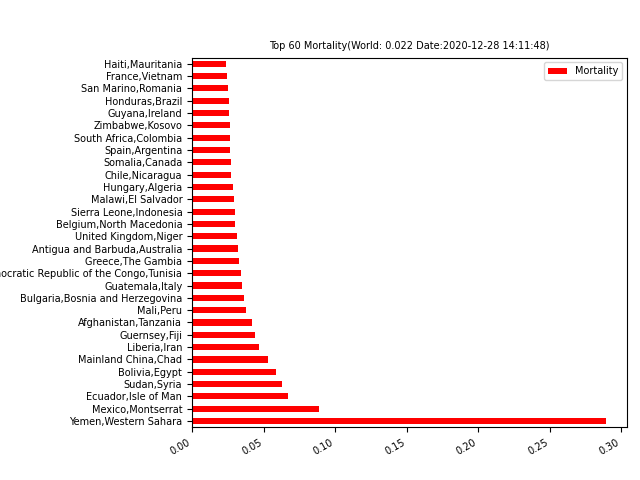 Top 60 Mortality(World: 0.022 Date:2020-12-28 14:11:48)
Mortality
Haiti,Mauritania
France,Vietnam
San Marino,Romania
Honduras,Brazil
Guyana,Ireland
Zimbabwe,Kosovo
South Africa,Colombia
Spain,Argentina
Somalia,Canada
Chile,Nicaragua
Hungary,Algeria
Malawi,El Salvador
Sierra Leone,Indonesia
Belgium,North Macedonia
United Kingdom,Niger
Antigua and Barbuda,Australia
Greece,The Gambia
ocratic Republic of the Congo,Tunisia
Guatemala,Italy
Bulgaria,Bosnia and Herzegovina
Mali,Peru
Afghanistan,Tanzania
Guernsey,Fiji
Liberia,Iran
Mainland China,Chad
Bolivia,Egypt
Sudan,Syria
Ecuador,Isle of Man
Mexico,Montserrat
Yemen,Western Sahara
0.00 0.05 0.10 0.15 0.20 0.25 0.30